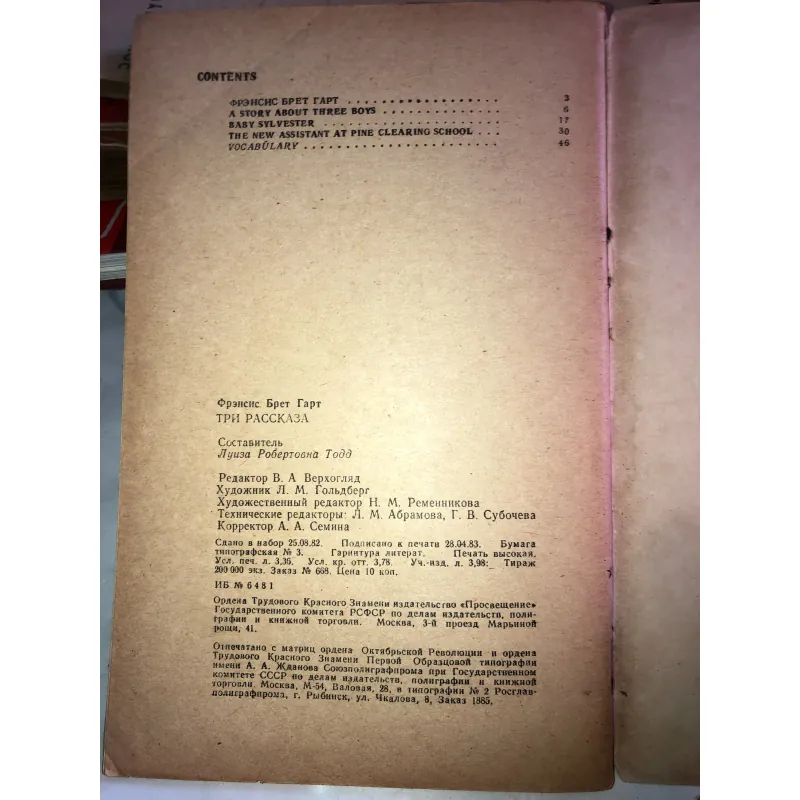 CONTENTS
ФРЭНСИС БРЕТ ГАРТ . . . . . . . . . . . . . . . . 3
A STORY ABOUT THREE BOYS . . . . . . . . . . . . 6
BABY SYLVESTER . . . . . . . . . . . . . . . . . 17
THE NEW ASSISTANT AT PINE CLEARING SCHOOL . . . 30
VOCABULARY . . . . . . . . . . . . . . . . . . . 46
Фрэнсис Брет Гарт
ТРИ РАССКАЗА
Составитель
Луиза Робертовна Тодд
Редактор В. А Верхогляд
Художник Л. М. Гольдберг
Художественный редактор Н. М. Ременникова
Технические редакторы: Л. М. Абрамова, Г. В. Субочева
Корректор А. А. Семина
Сдано в набор 25.08.82. Подписано к печати 28.04.83. Бумага
типографская № 3. Гарнитура литерат. Печать высокая.
Усл. печ. л. 3,36. Усл. кр. отт. 3,78. Уч.-изд. л. 3,98. Тираж
200 000 экз. Заказ № 668. Цена 10 коп.
ИБ № 6481
Ордена Трудового Красного Знамени издательство «Просвещение»
Государственного комитета РСФСР по делам издательств, поли-
графии и книжной торговли. Москва, 3-й проезд Марьиной
рощи, 41.
Отпечатано с матриц ордена Октябрьской Революции и ордена
Трудового Красного Знамени Первой Образцовой типографии
имени А. А. Жданова Союзполиграфпрома при Государственном
комитете СССР по делам издательств, полиграфии и книжной
торговли. Москва, М-54, Валовая, 28, в типографии № 2 Росглав-
полиграфпрома, г. Рыбинск, ул. Чкалова, 8, Заказ 1885.